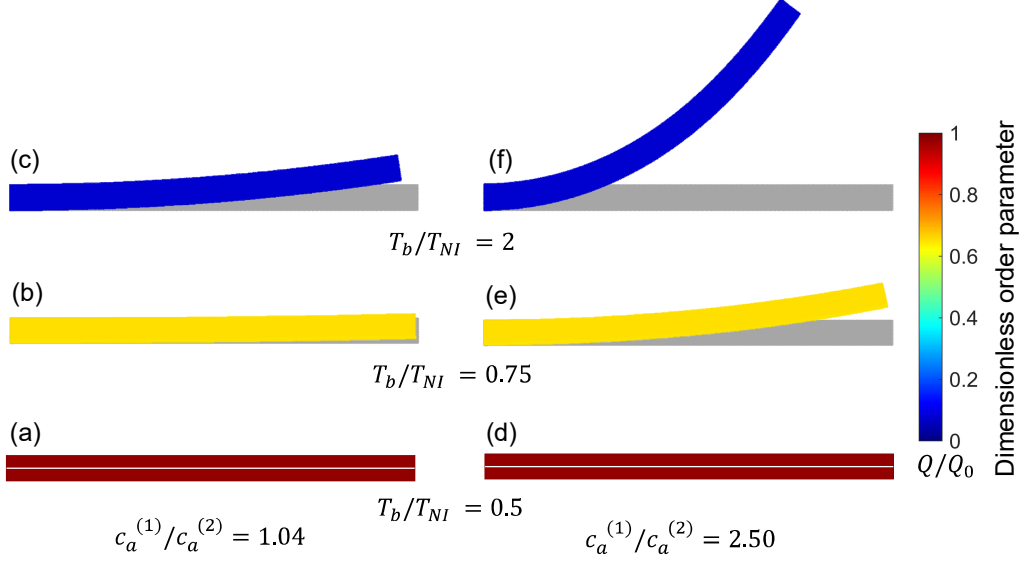 (c)
(f)
T_b/T_NI = 2
(b)
(e)
T_b/T_NI = 0.75
(a)
(d)
T_b/T_NI = 0.5
c_a^(1)/c_a^(2) = 1.04
c_a^(1)/c_a^(2) = 2.50
1
0.8
0.6
0.4
0.2
0
Q/Q_0
Dimensionless order parameter